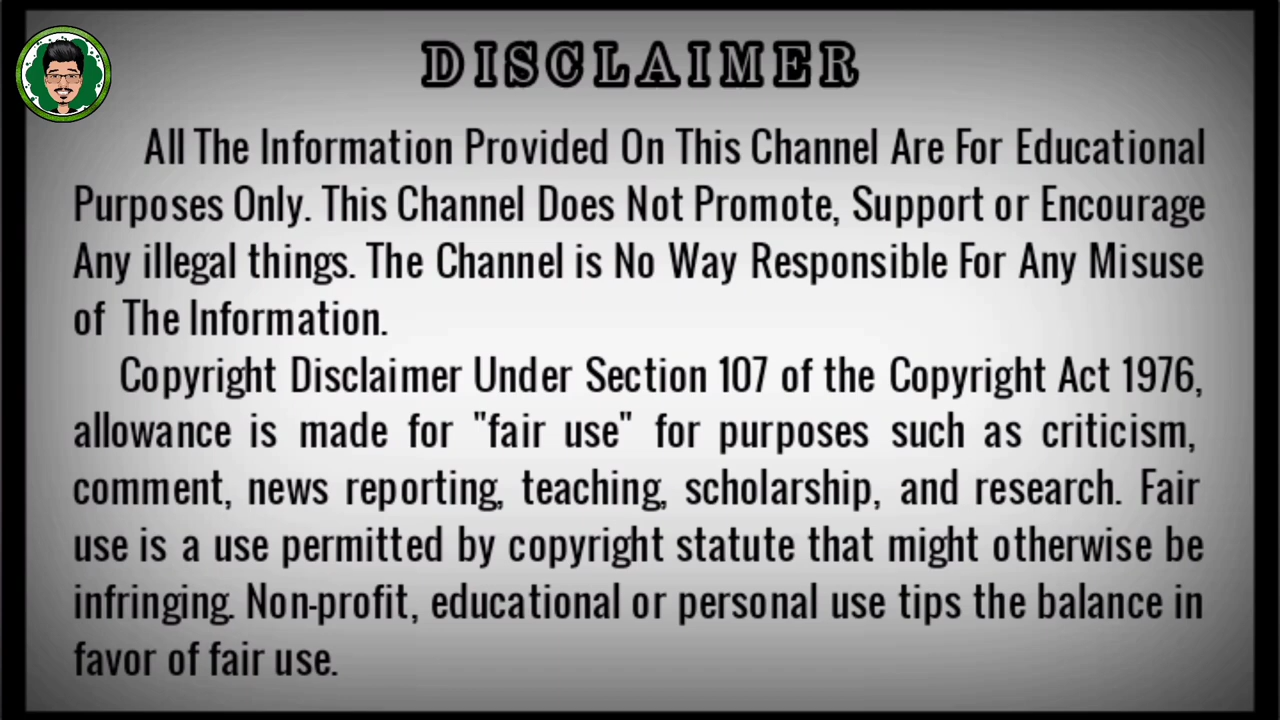 DISCLAIMER
All The Information Provided On This Channel Are For Educational
Purposes Only. This Channel Does Not Promote, Support or Encourage
Any illegal things. The Channel is No Way Responsible For Any Misuse
of The Information.
Copyright Disclaimer Under Section 107 of the Copyright Act 1976,
allowance is made for "fair use" for purposes such as criticism,
comment, news reporting, teaching, scholarship, and research. Fair
use is a use permitted by copyright statute that might otherwise be
infringing. Non-profit, educational or personal use tips the balance in
favor of fair use.